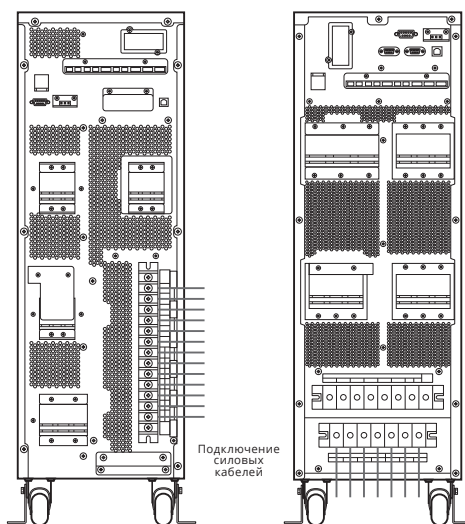 Подключение
силовых
кабелей